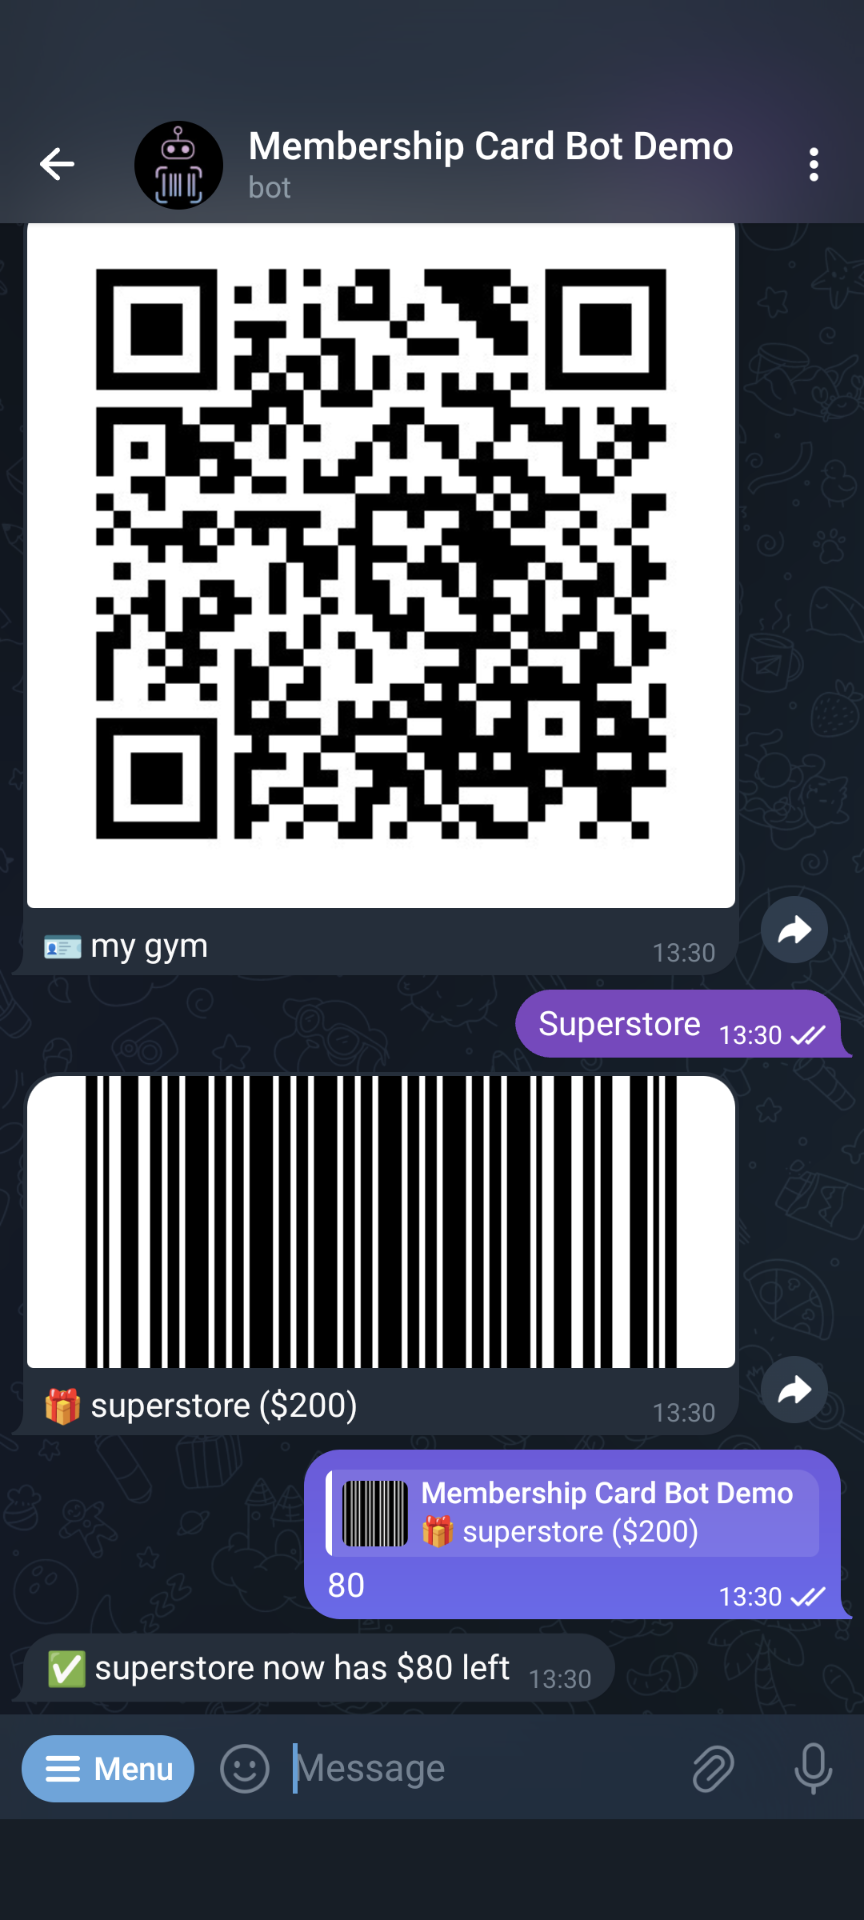 Membership Card Bot Demo
bot
🪪 my gym
13:30
Superstore
13:30
🎁 superstore ($200)
13:30
Membership Card Bot Demo
🎁 superstore ($200)
80
13:30
✅ superstore now has $80 left
13:30
Menu
Message